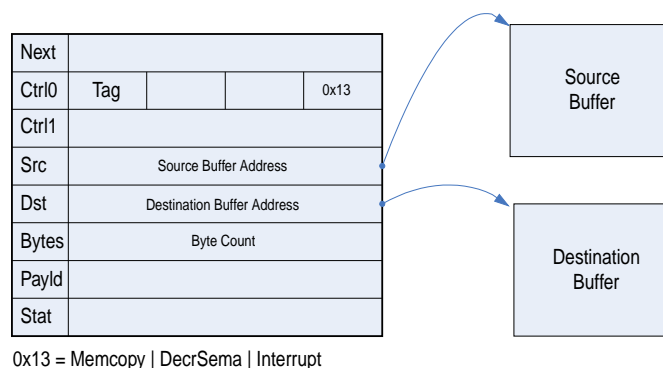 Next
Ctrl0 Tag 0x13
Ctrl1
Src Source Buffer Address
Dst Destination Buffer Address
Bytes Byte Count
Payld
Stat
Source
Buffer
Destination
Buffer
0x13 = Memcopy | DecrSema | Interrupt